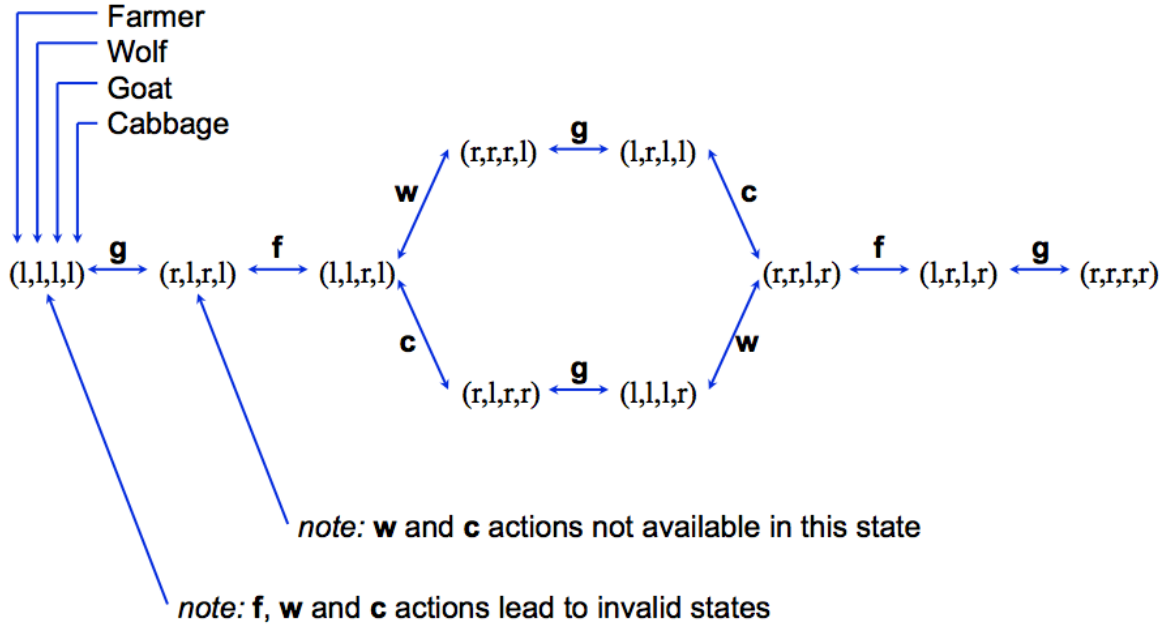 Farmer
Wolf
Goat
Cabbage
g
(r,r,r,l) (l,r,l,l)
w c
g f f g
(l,l,l,l) (r,l,r,l) (l,l,r,l) (r,r,l,r) (l,r,l,r) (r,r,r,r)
c w
g
(r,l,r,r) (l,l,l,r)
note: w and c actions not available in this state
note: f, w and c actions lead to invalid states